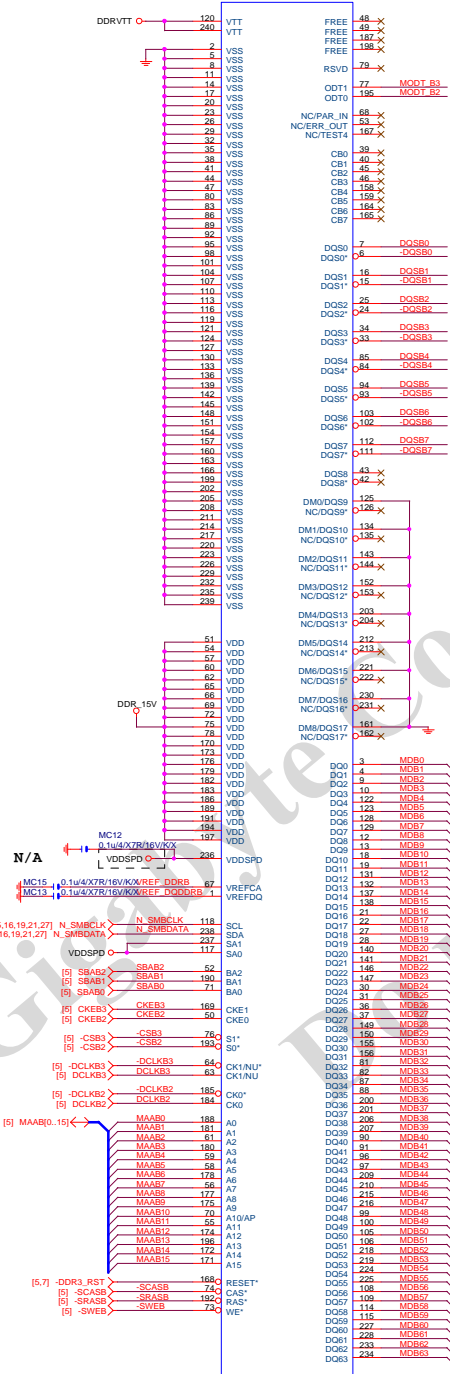 DDRVTT 120 VTT
240 VTT
2 VSS
5 VSS
8 VSS
11 VSS
14 VSS
17 VSS
20 VSS
23 VSS
26 VSS
29 VSS
32 VSS
35 VSS
38 VSS
41 VSS
44 VSS
47 VSS
80 VSS
83 VSS
86 VSS
89 VSS
92 VSS
95 VSS
98 VSS
101 VSS
104 VSS
107 VSS
110 VSS
113 VSS
116 VSS
119 VSS
121 VSS
124 VSS
127 VSS
130 VSS
133 VSS
136 VSS
139 VSS
142 VSS
145 VSS
148 VSS
151 VSS
154 VSS
157 VSS
160 VSS
163 VSS
166 VSS
199 VSS
202 VSS
205 VSS
208 VSS
211 VSS
214 VSS
217 VSS
220 VSS
223 VSS
226 VSS
229 VSS
232 VSS
235 VSS
239 VSS
51 VDD
54 VDD
57 VDD
60 VDD
62 VDD
65 VDD
66 VDD
69 VDD
DDR_15V
72 VDD
75 VDD
78 VDD
170 VDD
173 VDD
176 VDD
179 VDD
182 VDD
183 VDD
186 VDD
189 VDD
191 VDD
194 VDD
197 VDD
MC12
0.1u/4/X7R/16V/K/X
N/A
VDDSPD 236 VDDSPD
MC15 0.1u/4/X7R/16V/K/X/REF_DDRB 67 VREFCA
MC13 0.1u/4/X7R/16V/K/X/REF_DQDDRB 1 VREFDQ
5,16,19,21,27] N_SMBCLK N_SMBCLK 118 SCL
16,19,21,27] N_SMBDATA N_SMBDATA 238 SDA
237 SA1
VDDSPD 117 SA0
[5] SBAB2 SBAB2 52 BA2
[5] SBAB1 SBAB1 190 BA1
[5] SBAB0 SBAB0 71 BA0
[5] CKEB3 CKEB3 169 CKE1
[5] CKEB2 CKEB2 50 CKE0
[5] -CSB3 -CSB3 76 S1*
[5] -CSB2 -CSB2 193 S0*
[5] -DCLKB3 -DCLKB3 64 CK1/NU*
[5] DCLKB3 DCLKB3 63 CK1/NU
[5] -DCLKB2 -DCLKB2 185 CK0*
[5] DCLKB2 DCLKB2 184 CK0
[5] MAAB[0..15] MAAB0 188 A0
MAAB1 181 A1
MAAB2 61 A2
MAAB3 180 A3
MAAB4 59 A4
MAAB5 58 A5
MAAB6 178 A6
MAAB7 56 A7
MAAB8 177 A8
MAAB9 175 A9
MAAB10 70 A10/AP
MAAB11 55 A11
MAAB12 174 A12
MAAB13 196 A13
MAAB14 172 A14
MAAB15 171 A15
[5,7] -DDR3_RST 168 RESET*
[5] -SCASB -SCASB 74 CAS*
[5] -SRASB -SRASB 192 RAS*
[5] -SWEB -SWEB 73 WE*
FREE 48
FREE 49
FREE 187
FREE 198
RSVD 79
ODT1 77 MODT_B3
ODT0 195 MODT_B2
NC/PAR_IN 68
NC/ERR_OUT 53
NC/TEST4 167
CB0 39
CB1 40
CB2 45
CB3 46
CB4 158
CB5 159
CB6 164
CB7 165
DQS0 7 DQSB0
DQS0* 6 -DQSB0
DQS1 16 DQSB1
DQS1* 15 -DQSB1
DQS2 25 DQSB2
DQS2* 24 -DQSB2
DQS3 34 DQSB3
DQS3* 33 -DQSB3
DQS4 85 DQSB4
DQS4* 84 -DQSB4
DQS5 94 DQSB5
DQS5* 93 -DQSB5
DQS6 103 DQSB6
DQS6* 102 -DQSB6
DQS7 112 DQSB7
DQS7* 111 -DQSB7
DQS8 43
DQS8* 42
DM0/DQS9 125
NC/DQS9* 126
DM1/DQS10 134
NC/DQS10* 135
DM2/DQS11 143
NC/DQS11* 144
DM3/DQS12 152
NC/DQS12* 153
DM4/DQS13 203
NC/DQS13* 204
DM5/DQS14 212
NC/DQS14* 213
DM6/DQS15 221
NC/DQS15* 222
DM7/DQS16 230
NC/DQS16* 231
DM8/DQS17 161
NC/DQS17* 162
DQ0 3 MDB0
DQ1 4 MDB1
DQ2 9 MDB2
DQ3 10 MDB3
DQ4 122 MDB4
DQ5 123 MDB5
DQ6 128 MDB6
DQ7 129 MDB7
DQ8 12 MDB8
DQ9 13 MDB9
DQ10 18 MDB10
DQ11 19 MDB11
DQ12 131 MDB12
DQ13 132 MDB13
DQ14 137 MDB14
DQ15 138 MDB15
DQ16 21 MDB16
DQ17 22 MDB17
DQ18 27 MDB18
DQ19 28 MDB19
DQ20 140 MDB20
DQ21 141 MDB21
DQ22 146 MDB22
DQ23 147 MDB23
DQ24 30 MDB24
DQ25 31 MDB25
DQ26 36 MDB26
DQ27 37 MDB27
DQ28 149 MDB28
DQ29 150 MDB29
DQ30 155 MDB30
DQ31 156 MDB31
DQ32 81 MDB32
DQ33 82 MDB33
DQ34 87 MDB34
DQ35 88 MDB35
DQ36 200 MDB36
DQ37 201 MDB37
DQ38 206 MDB38
DQ39 207 MDB39
DQ40 90 MDB40
DQ41 91 MDB41
DQ42 96 MDB42
DQ43 97 MDB43
DQ44 209 MDB44
DQ45 210 MDB45
DQ46 215 MDB46
DQ47 216 MDB47
DQ48 99 MDB48
DQ49 100 MDB49
DQ50 105 MDB50
DQ51 106 MDB51
DQ52 218 MDB52
DQ53 219 MDB53
DQ54 224 MDB54
DQ55 225 MDB55
DQ56 108 MDB56
DQ57 109 MDB57
DQ58 114 MDB58
DQ59 115 MDB59
DQ60 227 MDB60
DQ61 228 MDB61
DQ62 233 MDB62
DQ63 234 MDB63
Gigabyte Co